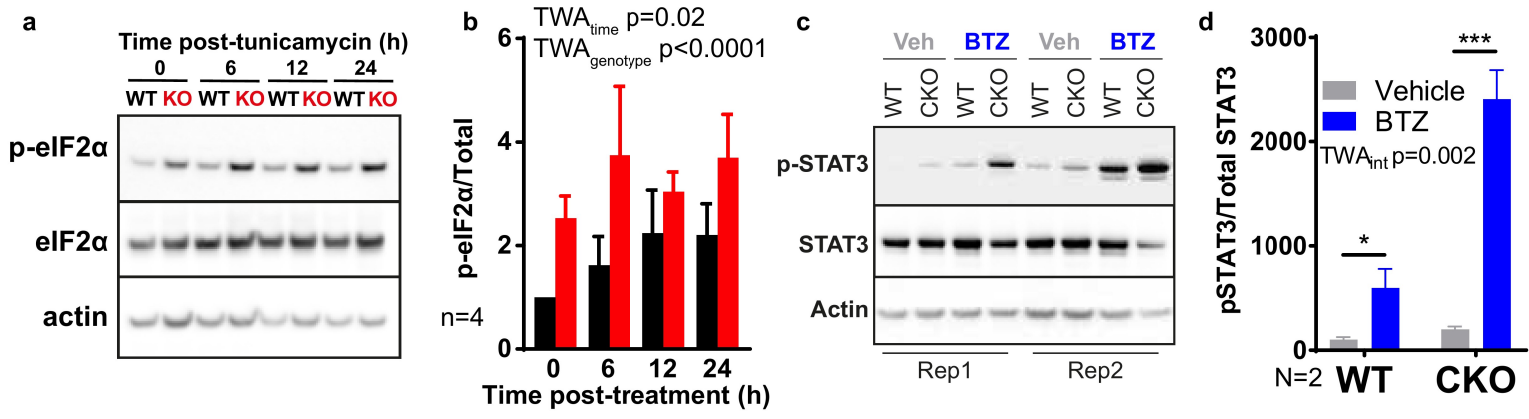 a
Time post-tunicamycin (h)
0 6 12 24
WT KO WT KO WT KO WT KO
p-eIF2α
eIF2α
actin
b
TWAtime p=0.02
TWAgenotype p<0.0001
6
4
2
0
p-eIF2α/Total
n=4
0 6 12 24
Time post-treatment (h)
c
Veh BTZ Veh BTZ
WT CKO WT CKO WT CKO WT CKO
p-STAT3
STAT3
Actin
Rep1 Rep2
d
3000
2000
1000
0
pSTAT3/Total STAT3
***
Vehicle
BTZ
TWAint p=0.002
*
N=2
WT CKO